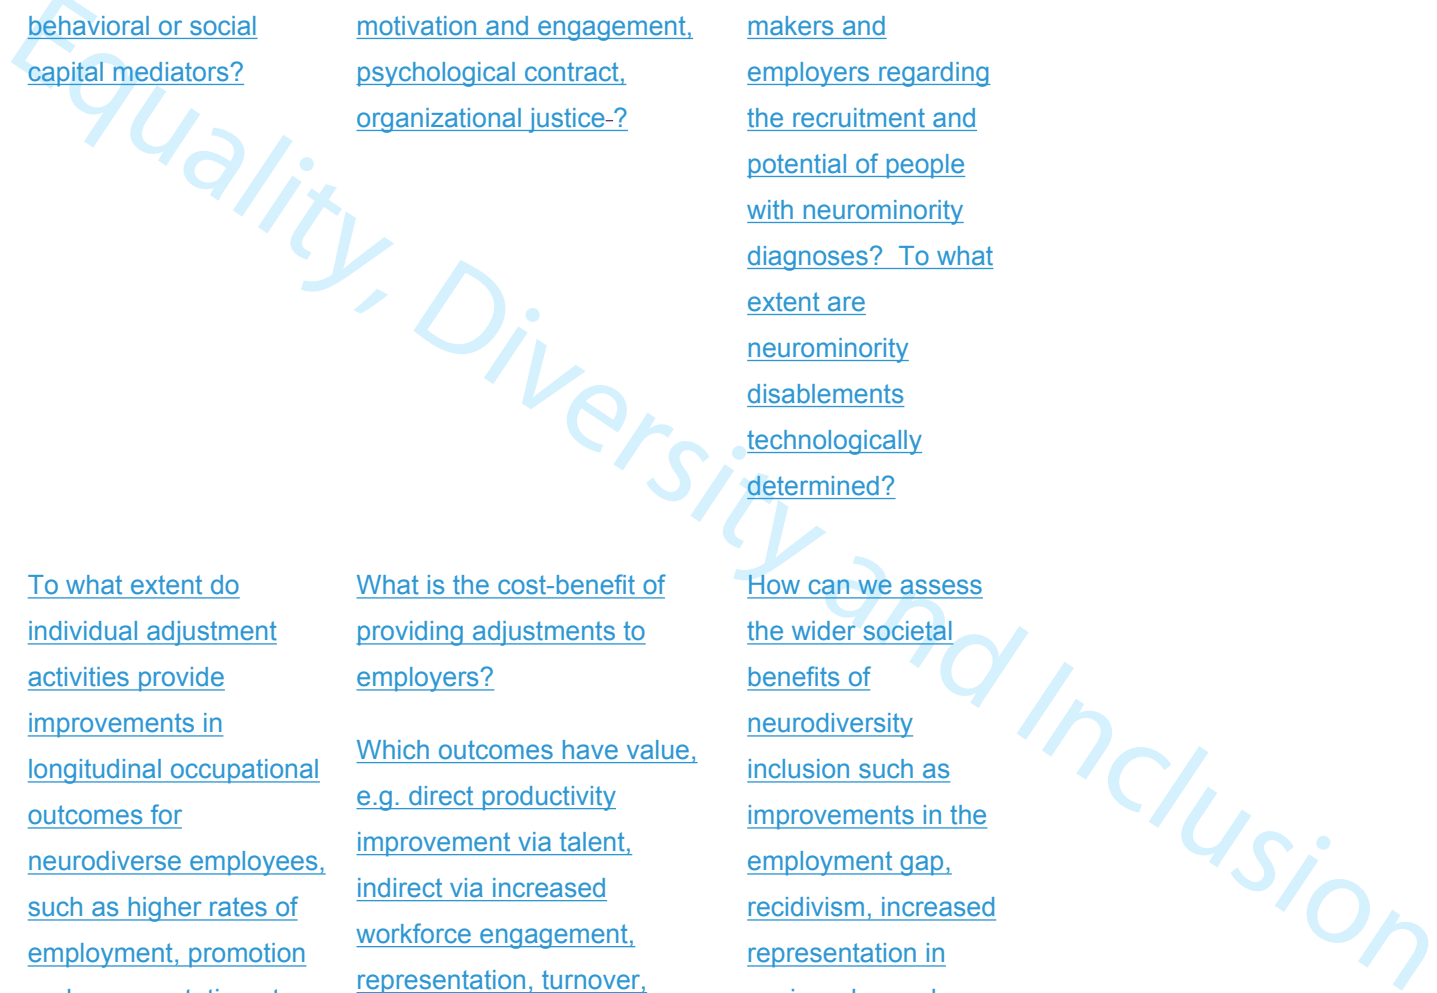 behavioral or social
capital mediators?
motivation and engagement,
psychological contract,
organizational justice-?
makers and
employers regarding
the recruitment and
potential of people
with neurominority
diagnoses?  To what
extent are
neurominority
disablements
technologically
determined?
To what extent do
individual adjustment
activities provide
improvements in
longitudinal occupational
outcomes for
neurodiverse employees,
such as higher rates of
employment, promotion
What is the cost-benefit of
providing adjustments to
employers?
Which outcomes have value,
e.g. direct productivity
improvement via talent,
indirect via increased
workforce engagement,
representation, turnover,
How can we assess
the wider societal
benefits of
neurodiversity
inclusion such as
improvements in the
employment gap,
recidivism, increased
representation in
Equality, Diversity and Inclusion